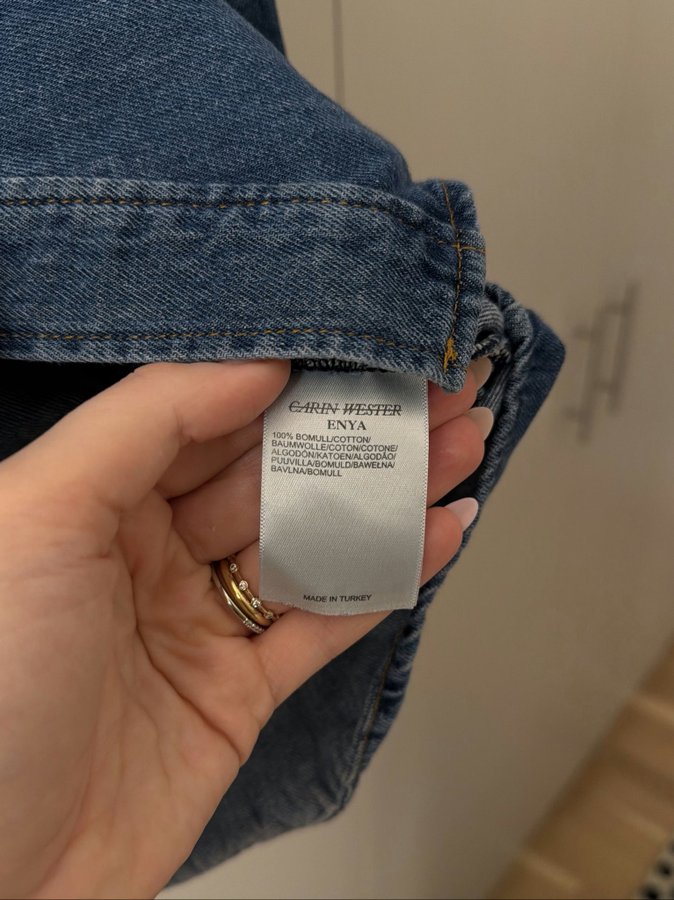 CARIN WESTER
ENYA
100% BOMULL/COTTON/
BAUMWOLLE/COTON/COTONE/
ALGODÓN/KATOEN/ALGODÃO/
PUUVILLA/BOMULD/BAWEŁNA/
BAVLNA/BOMULL
MADE IN TURKEY